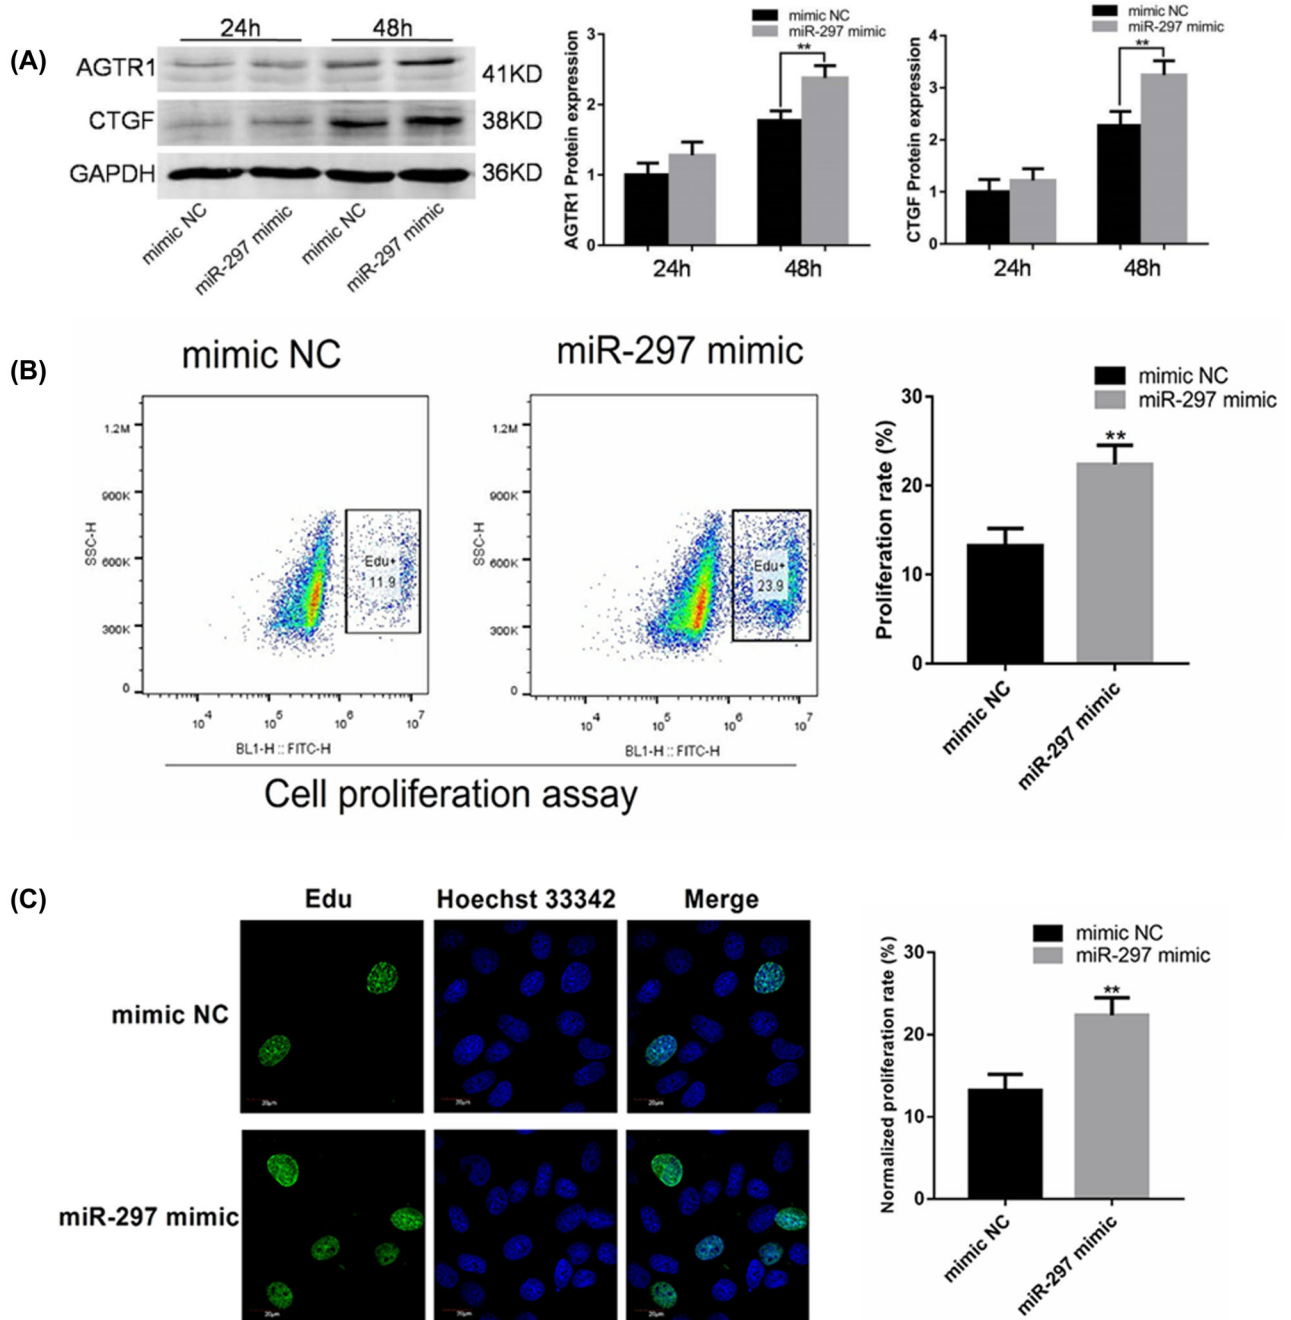 (A)
24h 48h
AGTR1 41KD
CTGF 38KD
GAPDH 36KD
mimic NC
miR-297 mimic
mimic NC
miR-297 mimic
mimic NC
miR-297 mimic
**
AGTR1 Protein expression
3
2
1
0
24h 48h
mimic NC
miR-297 mimic
**
CTGF Protein expression
4
3
2
1
0
24h 48h
(B)
mimic NC
SSC-H
1.2M
900K
600K
300K
0
Edu+
11.9
10^4 10^5 10^6 10^7
BL1-H :: FITC-H
miR-297 mimic
SSC-H
1.2M
900K
600K
300K
0
Edu+
23.9
10^4 10^5 10^6 10^7
BL1-H :: FITC-H
Cell proliferation assay
mimic NC
miR-297 mimic
**
Proliferation rate (%)
30
20
10
0
mimic NC
miR-297 mimic
(C)
Edu Hoechst 33342 Merge
mimic NC
20μm 20μm 20μm
miR-297 mimic
20μm 20μm 20μm
mimic NC
miR-297 mimic
**
Normalized proliferation rate (%)
30
20
10
0
mimic NC
miR-297 mimic